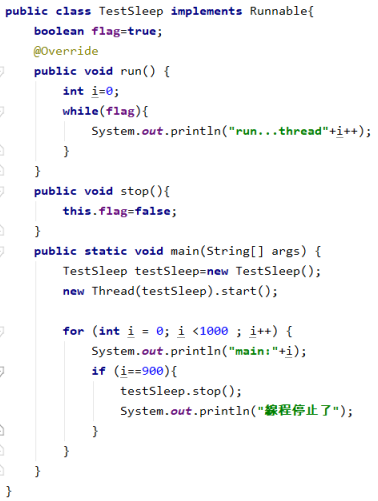 public class TestSleep implements Runnable{
    boolean flag=true;
    @Override
    public void run() {
        int i=0;
        while(flag){
            System.out.println("run...thread"+i++);
        }
    }
    public void stop(){
        this.flag=false;
    }
    public static void main(String[] args) {
        TestSleep testSleep=new TestSleep();
        new Thread(testSleep).start();

        for (int i = 0; i <1000 ; i++) {
            System.out.println("main:"+i);
            if (i==900){
                testSleep.stop();
                System.out.println("線程停止了");
            }
        }
    }
}